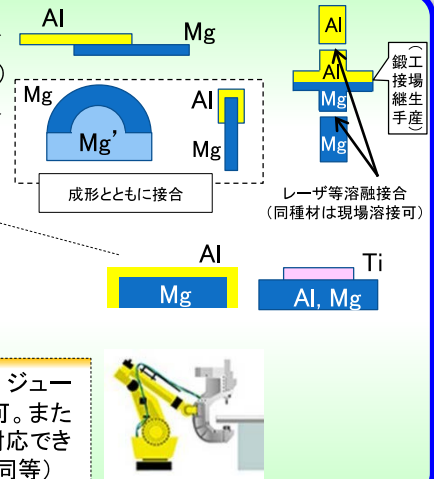 Al
Mg
)
Mg
Mg'
Al
Mg
成形とともに接合
Al
Al
Mg
Mg
(工場生産
鍛接継手)
レーザ等溶融接合
(同種材は現場溶接可)
Al
Mg
Ti
Al, Mg
ジュー
可。また
対応でき
同等)